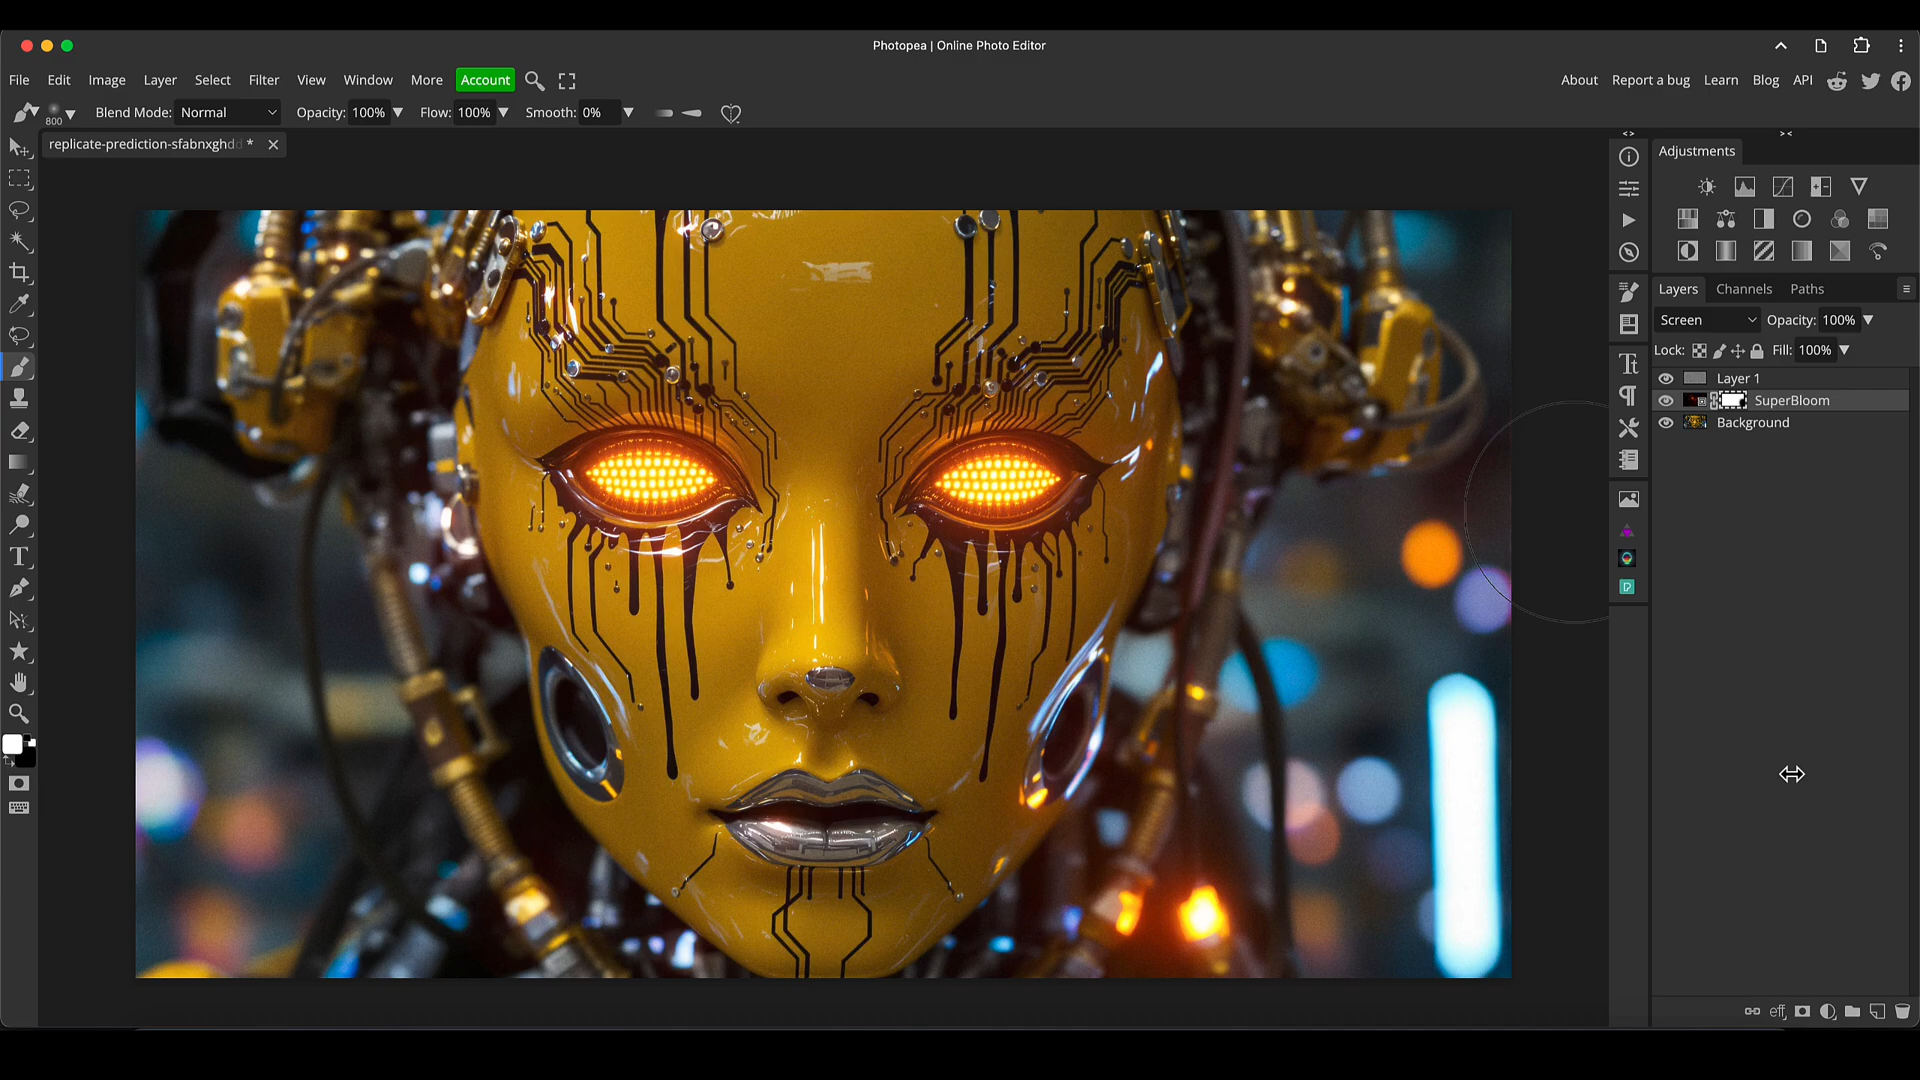 Photopea | Online Photo Editor
File Edit Image Layer Select Filter View Window More Account About Report a bug Learn Blog API
800 Blend Mode: Normal Opacity: 100% Flow: 100% Smooth: 0%
replicate-prediction-sfabnxghdd *
Adjustments
Layers Channels Paths
Screen Opacity: 100%
Lock: Fill: 100%
Layer 1
SuperBloom
Background
eff